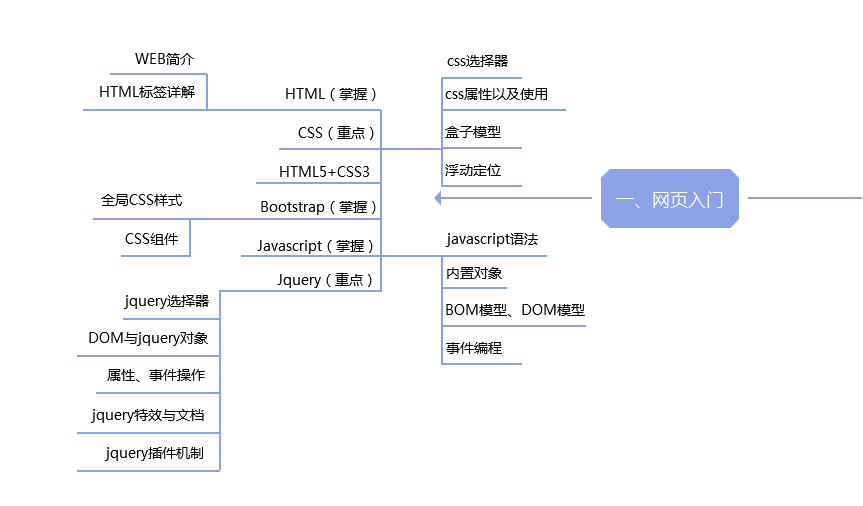 一、网页入门
HTML（掌握）
WEB简介
HTML标签详解
CSS（重点）
css选择器
css属性以及使用
盒子模型
浮动定位
HTML5+CSS3
Bootstrap（掌握）
全局CSS样式
CSS组件
Javascript（掌握）
javascript语法
内置对象
BOM模型、DOM模型
事件编程
Jquery（重点）
jquery选择器
DOM与jquery对象
属性、事件操作
jquery特效与文档
jquery插件机制